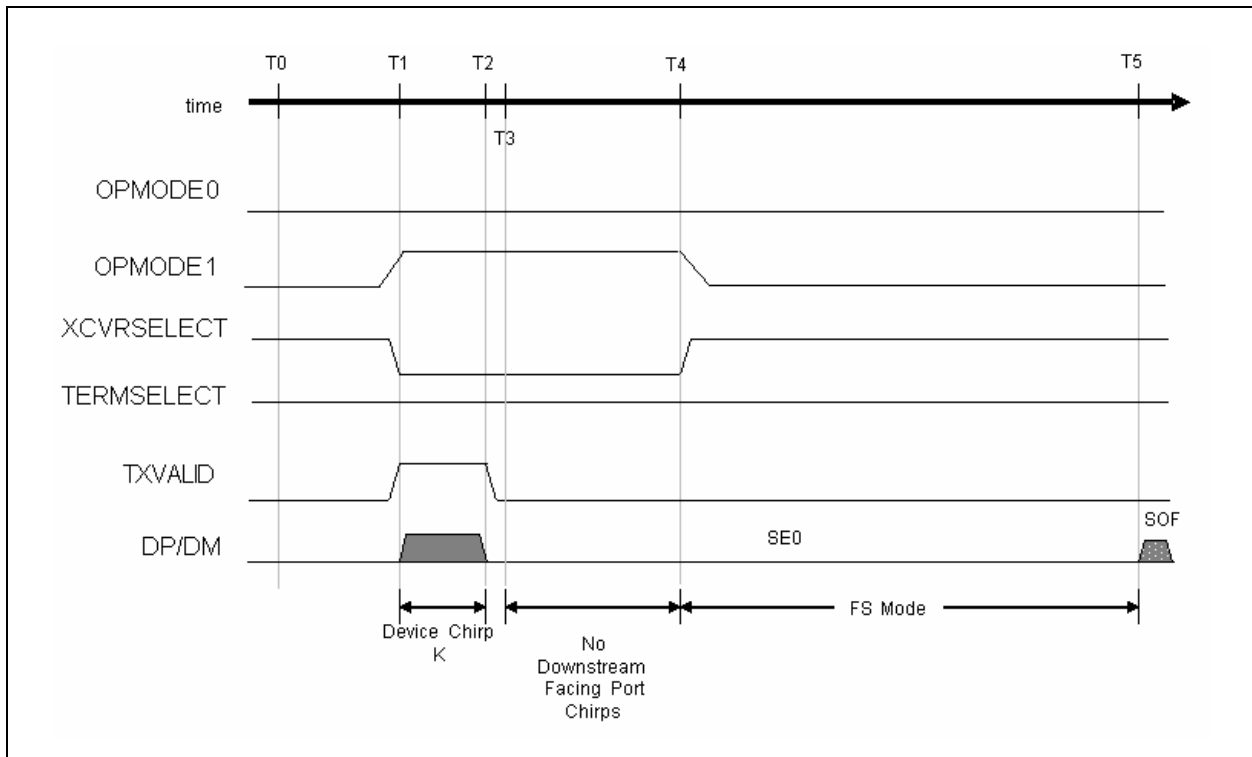 T0
T1
T2
T4
T5
time
T3
OPMODE0
OPMODE1
XCVRSELECT
TERMSELECT
TXVALID
DP/DM
SE0
SOF
Device Chirp
K
No
Downstream
Facing Port
Chirps
FS Mode